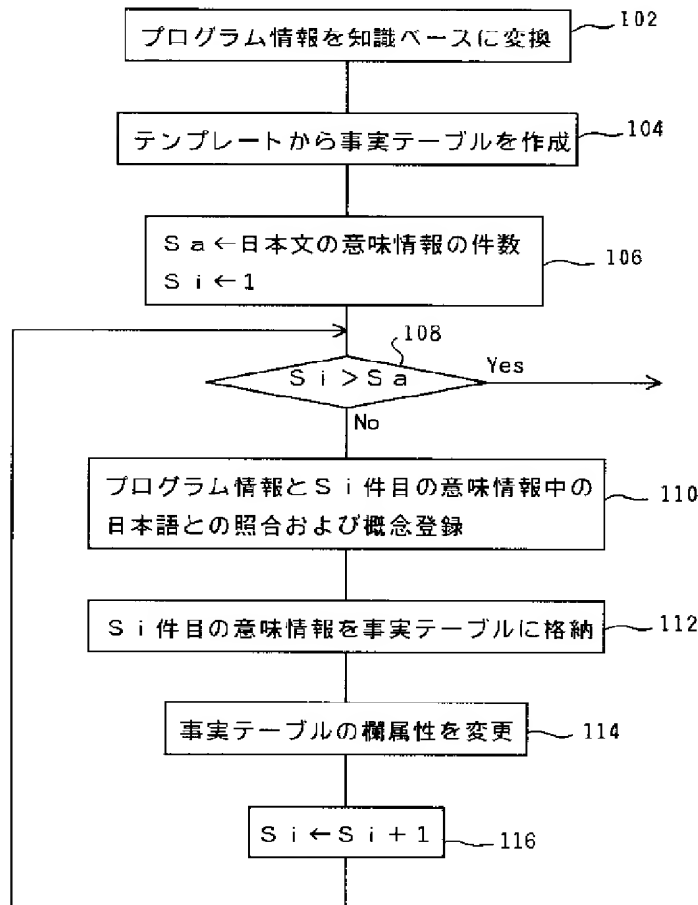 プログラム情報を知識ベースに変換
102
テンプレートから事実テーブルを作成
104
Ｓａ←日本文の意味情報の件数
Ｓｉ←1
106
108
Ｓｉ＞Ｓａ
Yes
No
プログラム情報とＳｉ件目の意味情報中の
日本語との照合および概念登録
110
Ｓｉ件目の意味情報を事実テーブルに格納
112
事実テーブルの欄属性を変更
114
Ｓｉ←Ｓｉ＋1
116